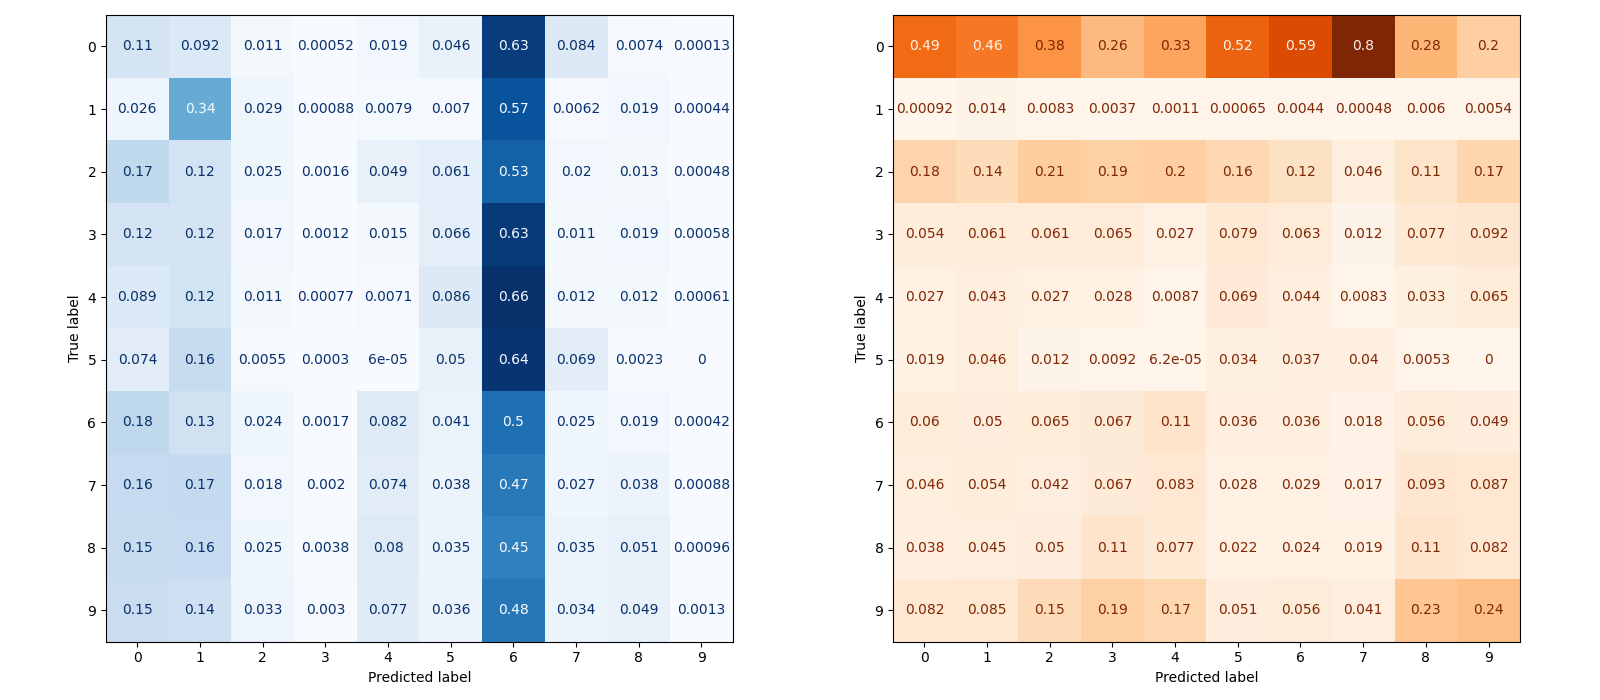 0 0.11 0.092 0.011 0.00052 0.019 0.046 0.63 0.084 0.0074 0.00013
1 0.026 0.34 0.029 0.00088 0.0079 0.007 0.57 0.0062 0.019 0.00044
2 0.17 0.12 0.025 0.0016 0.049 0.061 0.53 0.02 0.013 0.00048
3 0.12 0.12 0.017 0.0012 0.015 0.066 0.63 0.011 0.019 0.00058
4 0.089 0.12 0.011 0.00077 0.0071 0.086 0.66 0.012 0.012 0.00061
5 0.074 0.16 0.0055 0.0003 6e-05 0.05 0.64 0.069 0.0023 0
6 0.18 0.13 0.024 0.0017 0.082 0.041 0.5 0.025 0.019 0.00042
7 0.16 0.17 0.018 0.002 0.074 0.038 0.47 0.027 0.038 0.00088
8 0.15 0.16 0.025 0.0038 0.08 0.035 0.45 0.035 0.051 0.00096
9 0.15 0.14 0.033 0.003 0.077 0.036 0.48 0.034 0.049 0.0013
0 1 2 3 4 5 6 7 8 9
Predicted label
True label
0 0.49 0.46 0.38 0.26 0.33 0.52 0.59 0.8 0.28 0.2
1 0.00092 0.014 0.0083 0.0037 0.0011 0.00065 0.0044 0.00048 0.006 0.0054
2 0.18 0.14 0.21 0.19 0.2 0.16 0.12 0.046 0.11 0.17
3 0.054 0.061 0.061 0.065 0.027 0.079 0.063 0.012 0.077 0.092
4 0.027 0.043 0.027 0.028 0.0087 0.069 0.044 0.0083 0.033 0.065
5 0.019 0.046 0.012 0.0092 6.2e-05 0.034 0.037 0.04 0.0053 0
6 0.06 0.05 0.065 0.067 0.11 0.036 0.036 0.018 0.056 0.049
7 0.046 0.054 0.042 0.067 0.083 0.028 0.029 0.017 0.093 0.087
8 0.038 0.045 0.05 0.11 0.077 0.022 0.024 0.019 0.11 0.082
9 0.082 0.085 0.15 0.19 0.17 0.051 0.056 0.041 0.23 0.24
0 1 2 3 4 5 6 7 8 9
Predicted label
True label